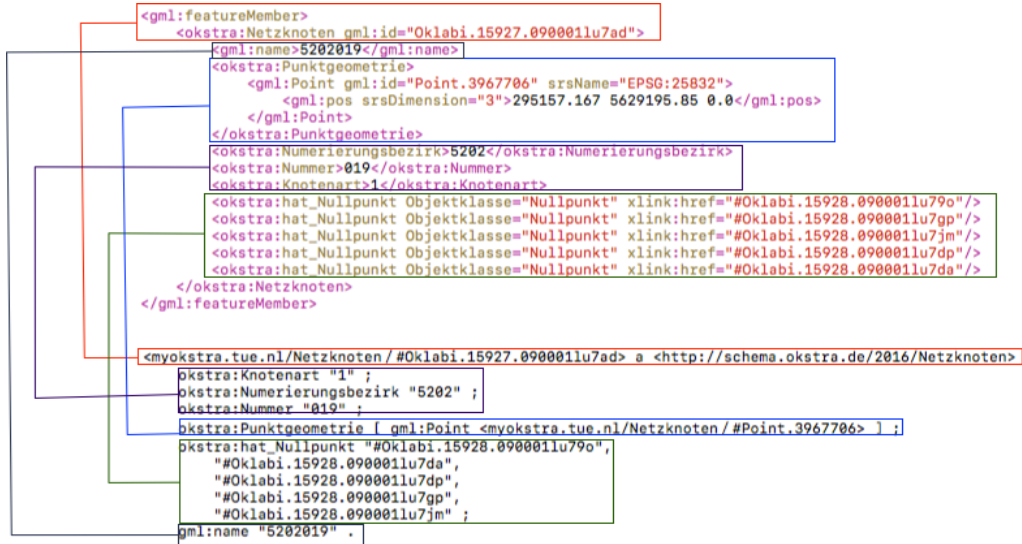 <gml:featureMember>
<okstra:Netzknoten gml:id="Oklabi.15927.090001lu7ad">
<gml:name>5202019</gml:name>
<okstra:Punktgeometrie>
<gml:Point gml:id="Point.3967706" srsName="EPSG:25832">
<gml:pos srsDimension="3">295157.167 5629195.85 0.0</gml:pos>
</gml:Point>
</okstra:Punktgeometrie>
<okstra:Numerierungsbezirk>5202</okstra:Numerierungsbezirk>
<okstra:Nummer>019</okstra:Nummer>
<okstra:Knotenart>1</okstra:Knotenart>
<okstra:hat_Nullpunkt Objektklasse="Nullpunkt" xlink:href="#Oklabi.15928.090001lu79o"/>
<okstra:hat_Nullpunkt Objektklasse="Nullpunkt" xlink:href="#Oklabi.15928.090001lu7gp"/>
<okstra:hat_Nullpunkt Objektklasse="Nullpunkt" xlink:href="#Oklabi.15928.090001lu7jm"/>
<okstra:hat_Nullpunkt Objektklasse="Nullpunkt" xlink:href="#Oklabi.15928.090001lu7dp"/>
<okstra:hat_Nullpunkt Objektklasse="Nullpunkt" xlink:href="#Oklabi.15928.090001lu7da"/>
</okstra:Netzknoten>
</gml:featureMember>
<myokstra.tue.nl/Netzknoten/#Oklabi.15927.090001lu7ad> a <http://schema.okstra.de/2016/Netzknoten>
okstra:Knotenart "1" ;
okstra:Numerierungsbezirk "5202" ;
okstra:Nummer "019" ;
okstra:Punktgeometrie [ gml:Point <myokstra.tue.nl/Netzknoten/#Point.3967706> ] ;
okstra:hat_Nullpunkt "#Oklabi.15928.090001lu79o",
"#Oklabi.15928.090001lu7da",
"#Oklabi.15928.090001lu7dp",
"#Oklabi.15928.090001lu7gp",
"#Oklabi.15928.090001lu7jm" ;
gml:name "5202019" .